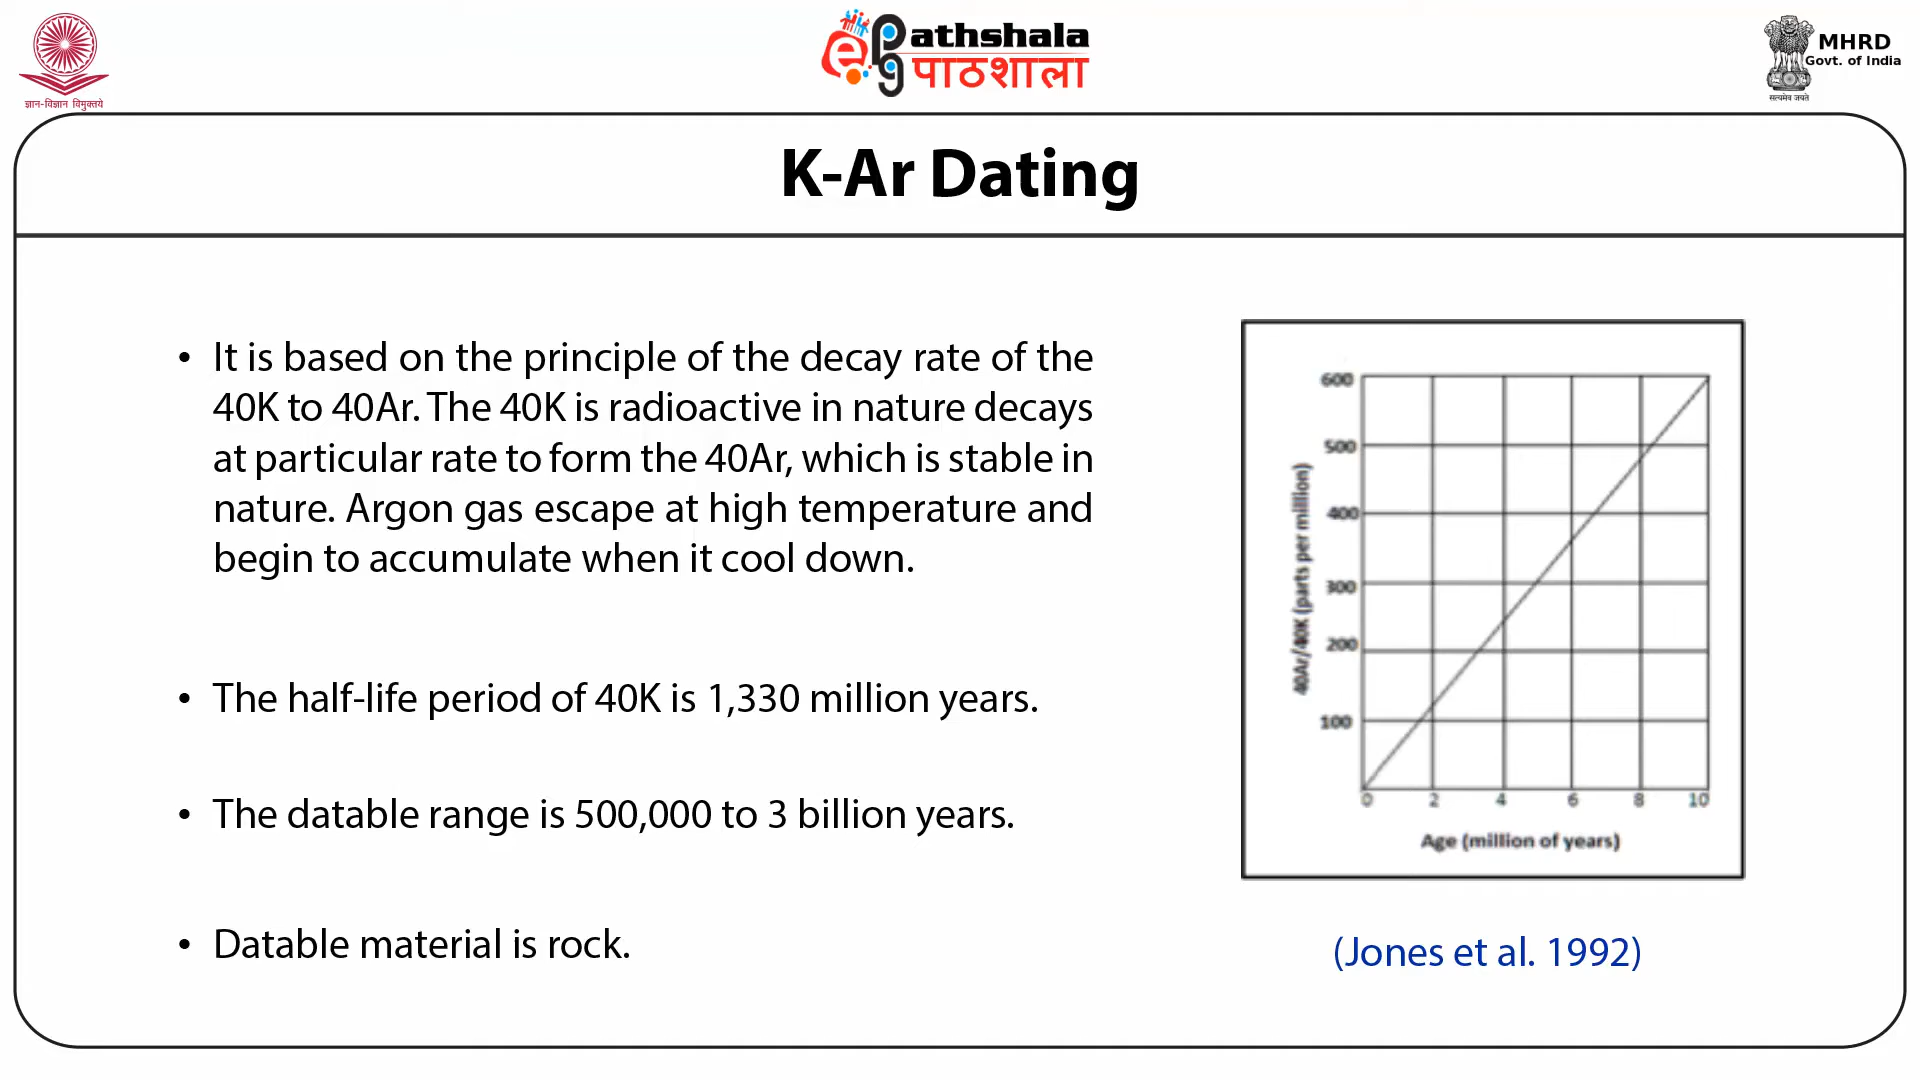 ज्ञान-विज्ञान विमुक्तये
epathshala
पाठशाला
MHRD
Govt. of India
सत्यमेव जयते
K-Ar Dating
• It is based on the principle of the decay rate of the
40K to 40Ar. The 40K is radioactive in nature decays
at particular rate to form the 40Ar, which is stable in
nature. Argon gas escape at high temperature and
begin to accumulate when it cool down.
• The half-life period of 40K is 1,330 million years.
• The datable range is 500,000 to 3 billion years.
• Datable material is rock.
40Ar/40K (parts per million)
600
500
400
300
200
100
0 2 4 6 8 10
Age (million of years)
(Jones et al. 1992)